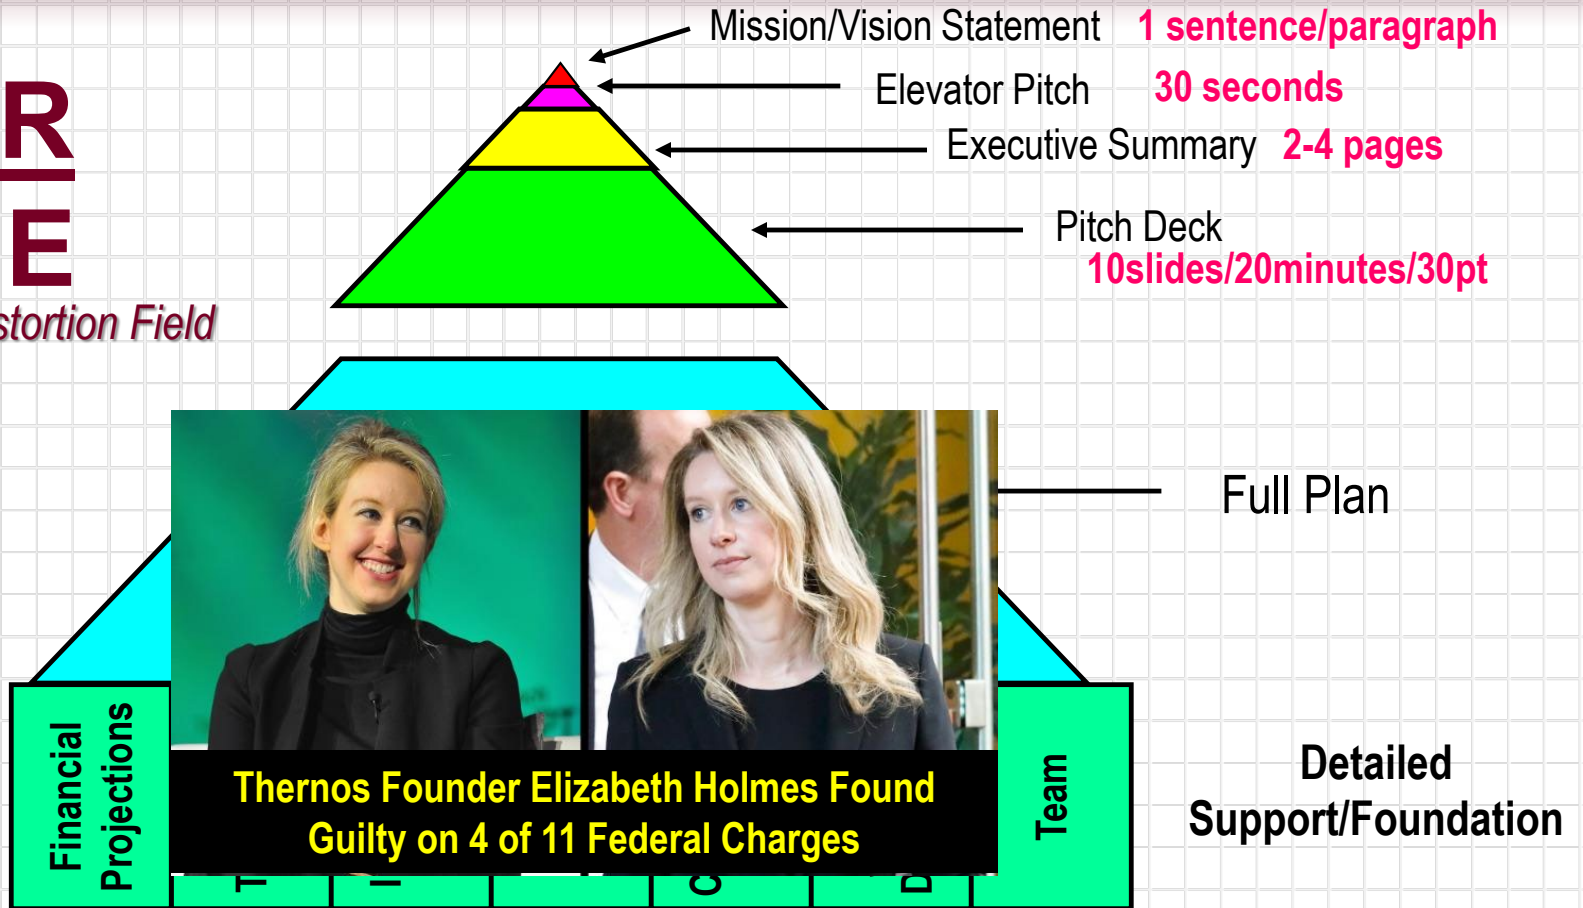 Mission/Vision Statement 1 sentence/paragraph
R
Elevator Pitch 30 seconds
Executive Summary 2-4 pages
E
Pitch Deck
10slides/20minutes/30pt
stortion Field
Full Plan
Financial
Projections
Thernos Founder Elizabeth Holmes Found
Guilty on 4 of 11 Federal Charges
Team
Detailed
Support/Foundation
T
I
C
D